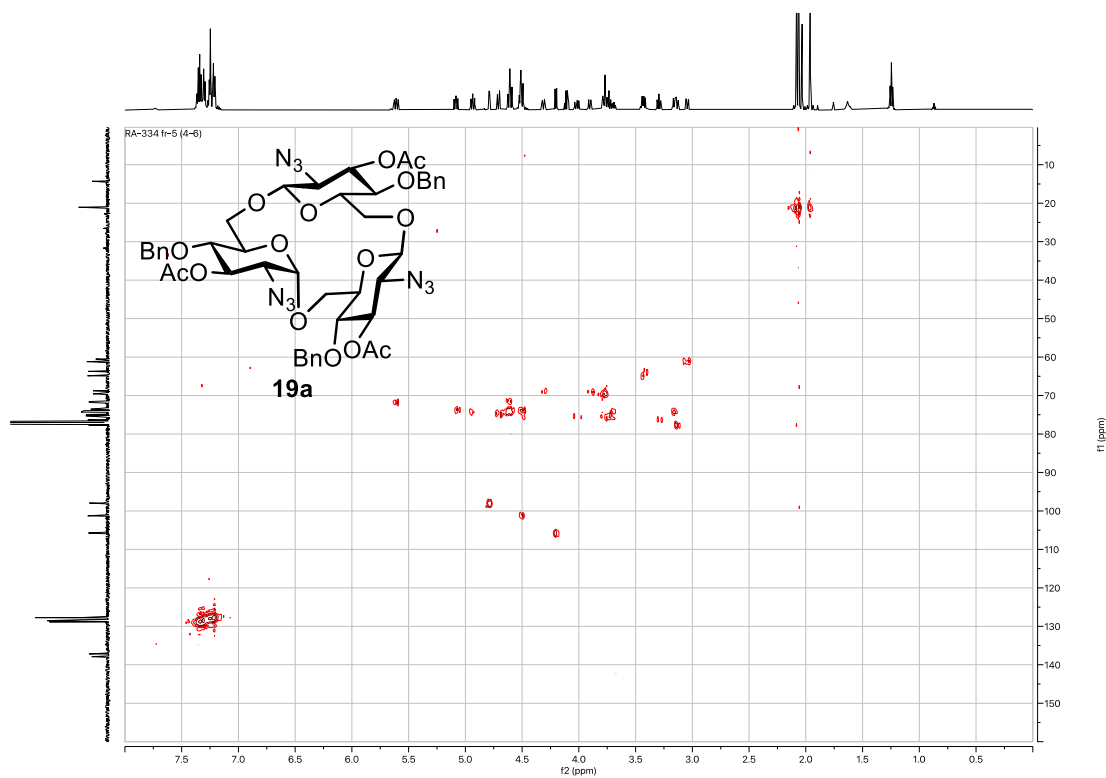 RA-334 fr-5 (4-6)
N3
OAc
OBn
O
O
O
BnO
O
O
AcO
N3
N3
O
BnO
OAc
19a
10
20
30
40
50
60
70
80
90
100
110
120
130
140
150
f1 (ppm)
7.5
7.0
6.5
6.0
5.5
5.0
4.5
4.0
3.5
3.0
2.5
2.0
1.5
1.0
0.5
f2 (ppm)